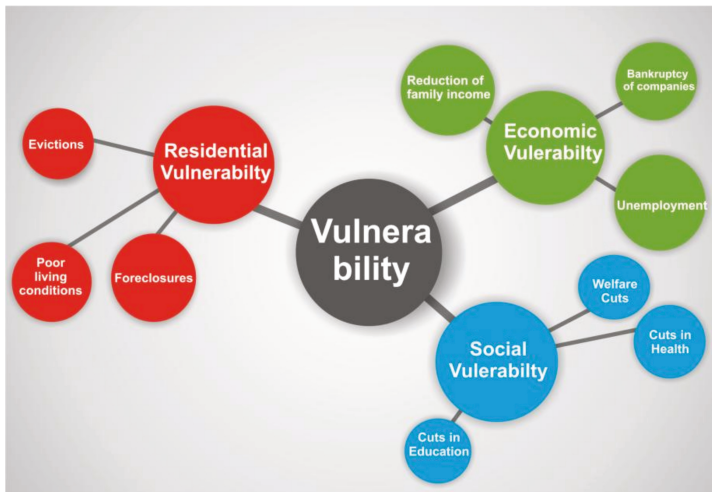 Reduction of
family income
Bankruptcy
of companies
Economic
Vulerabilty
Unemployment
Evictions
Residential
Vulnerabilty
Poor
living
conditions
Foreclosures
Vulnera
bility
Welfare
Cuts
Cuts in
Health
Social
Vulerabilty
Cuts in
Education